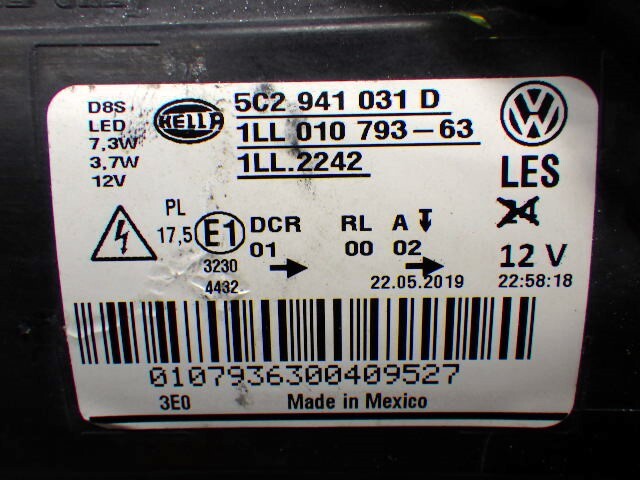 D8S
LED
7,3W
3,7W
12V
HELLA
5C2 941 031 D
1LL 010 793-63
1LL.2242
VW
LES
24
12 V
PL
17,5
E1
DCR RL A
01 00 02
3230
4432
22.05.2019 22:58:18
01079366300409527
3E0 Made in Mexico